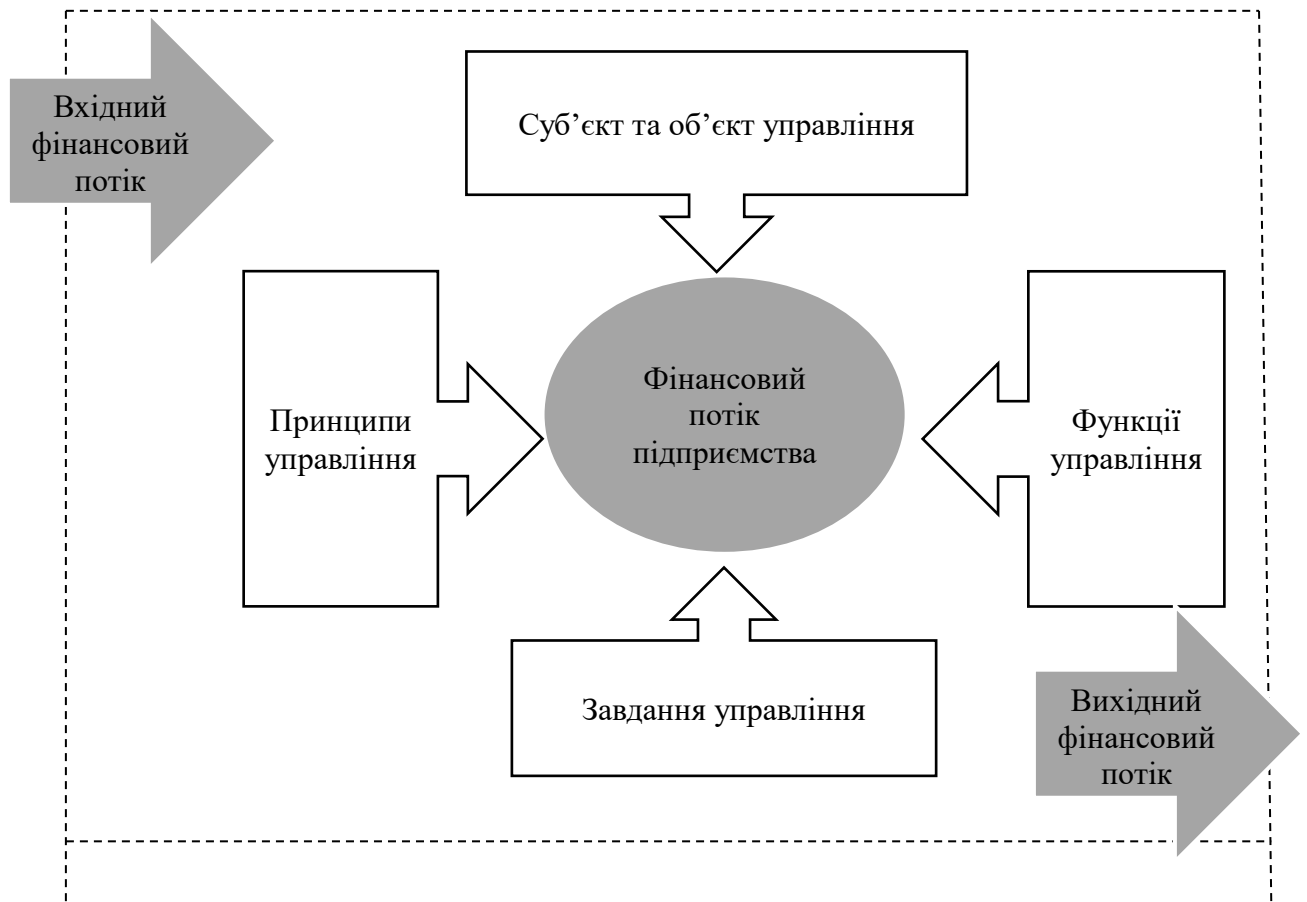 Вхідний
фінансовий
потік
Суб’єкт та об’єкт управління
Принципи
управління
Фінансовий
потік
підприємства
Функції
управління
Завдання управління
Вихідний
фінансовий
потік